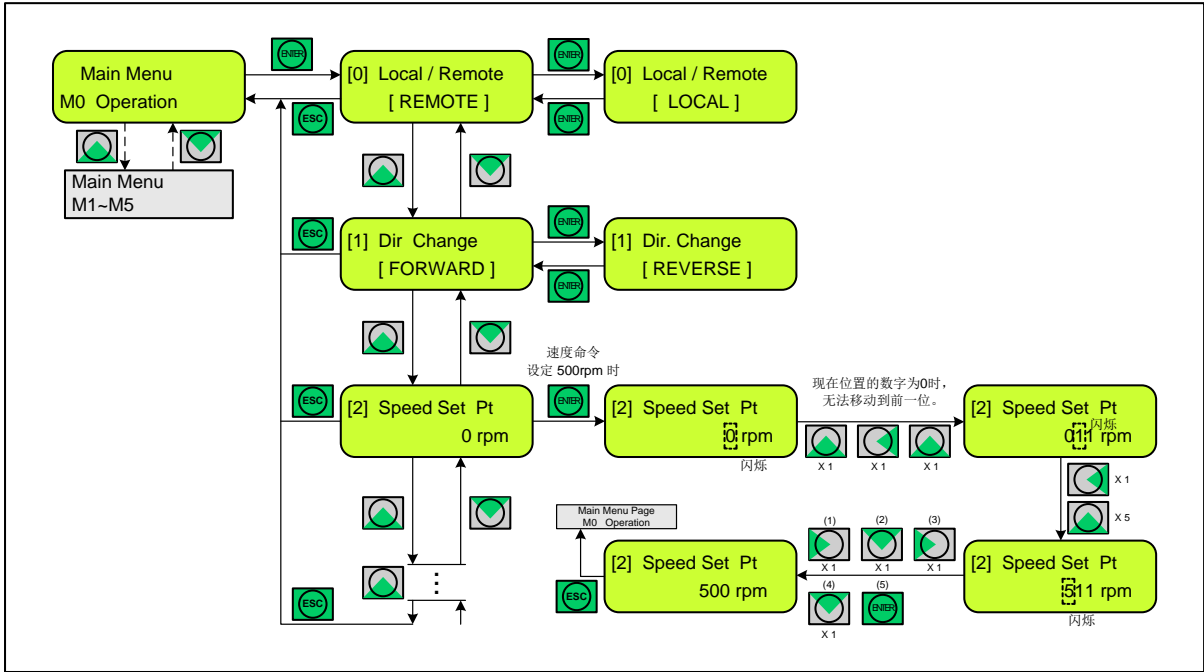 Main Menu
M0 Operation
ENTER
[0] Local / Remote
[ REMOTE ]
ENTER
[0] Local / Remote
[ LOCAL ]
ESC
ENTER
Main Menu
M1~M5
ESC
[1] Dir Change
[ FORWARD ]
ENTER
[1] Dir. Change
[ REVERSE ]
ENTER
速度命令
设定 500rpm 时
ESC
[2] Speed Set Pt
0 rpm
ENTER
[2] Speed Set Pt
0 rpm
闪烁
现在位置的数字为0时，
无法移动到前一位。
X 1
X 1
X 1
[2] Speed Set Pt
闪烁
011 rpm
X 1
X 5
Main Menu Page
M0 Operation
ESC
[2] Speed Set Pt
500 rpm
(1)
(2)
(3)
X 1
X 1
X 1
(4)
(5)
ENTER
X 1
[2] Speed Set Pt
511 rpm
闪烁
ESC